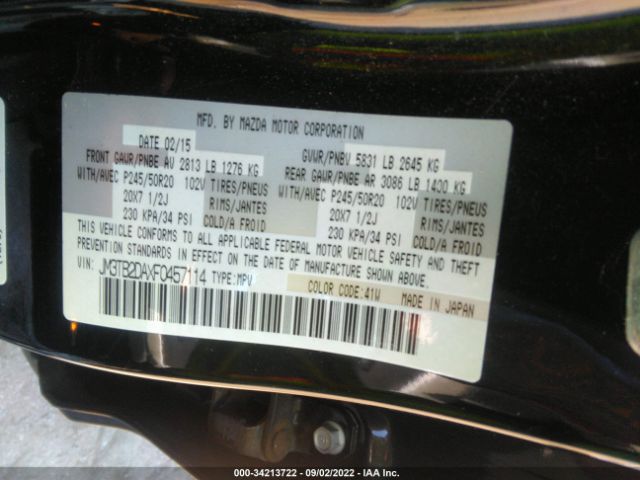 MFD. BY MAZDA MOTOR CORPORATION
DATE 02/15 GVWR/PNBV 5831 LB 2645 KG
FRONT GAWR/PNBE AV 2813 LB 1276 KG REAR GAWR/PNBE AR 3086 LB 1400 KG
WITH/AVEC P245/50R20 102V TIRES/PNEUS WITH/AVEC P245/50R20 102V TIRES/PNEUS
20X7 1/2J RIMS/JANTES 20X7 1/2J RIMS/JANTES
230 KPA/34 PSI COLD/A FROID 230 KPA/34 PSI COLD/A FROID
THIS VEHICLE CONFORMS TO ALL APPLICABLE FEDERAL MOTOR VEHICLE SAFETY AND THEFT
PREVENTION STANDARDS IN EFFECT ON THE DATE OF MANUFACTURE SHOWN ABOVE.
VIN: JM3TB2DAXF0457114 TYPE:MPV COLOR CODE:41W MADE IN JAPAN
000-34213722 - 09/02/2022 - IAA Inc.